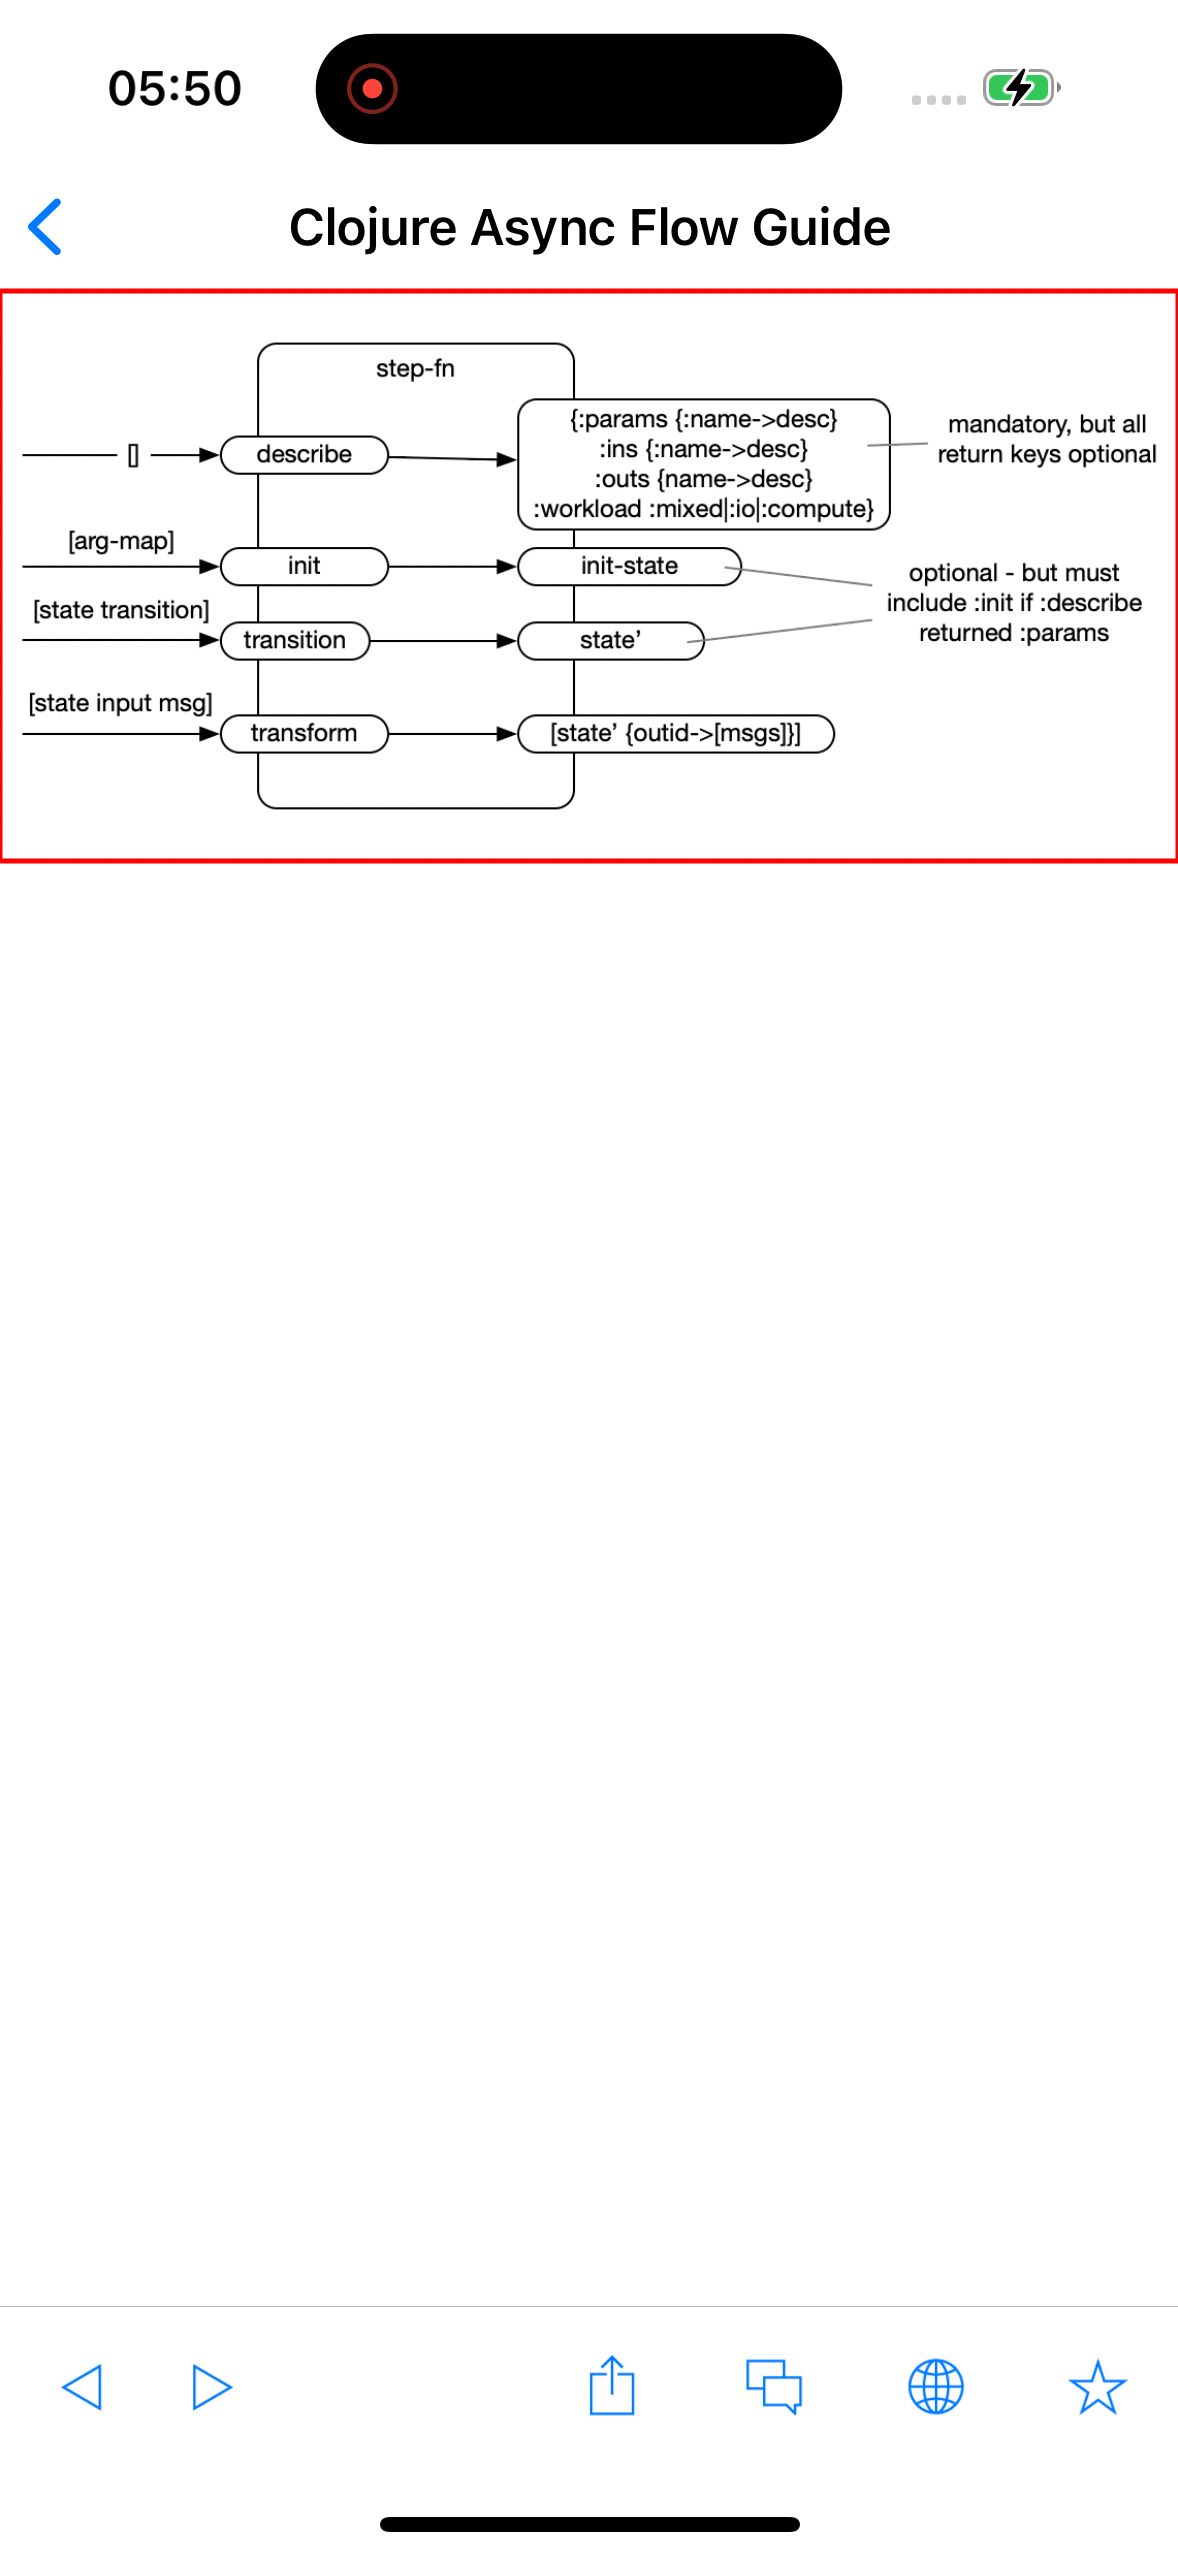 05:50
Clojure Async Flow Guide
step-fn
[]
describe
{:params {:name->desc}
:ins {:name->desc}
:outs {name->desc}
:workload :mixed|:io|:compute}
mandatory, but all
return keys optional
[arg-map]
init
init-state
optional - but must
include :init if :describe
returned :params
[state transition]
transition
state’
[state input msg]
transform
[state’ {outid->[msgs]}]